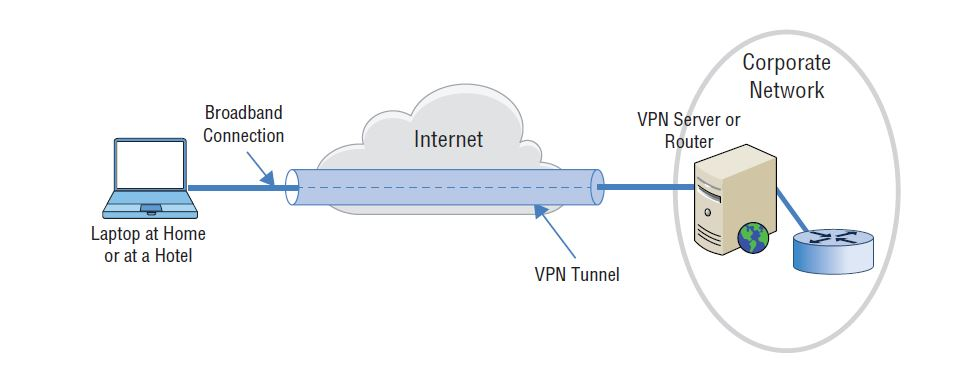 Corporate
Network
Broadband
Connection
Internet
VPN Server or
Router
Laptop at Home
or at a Hotel
VPN Tunnel